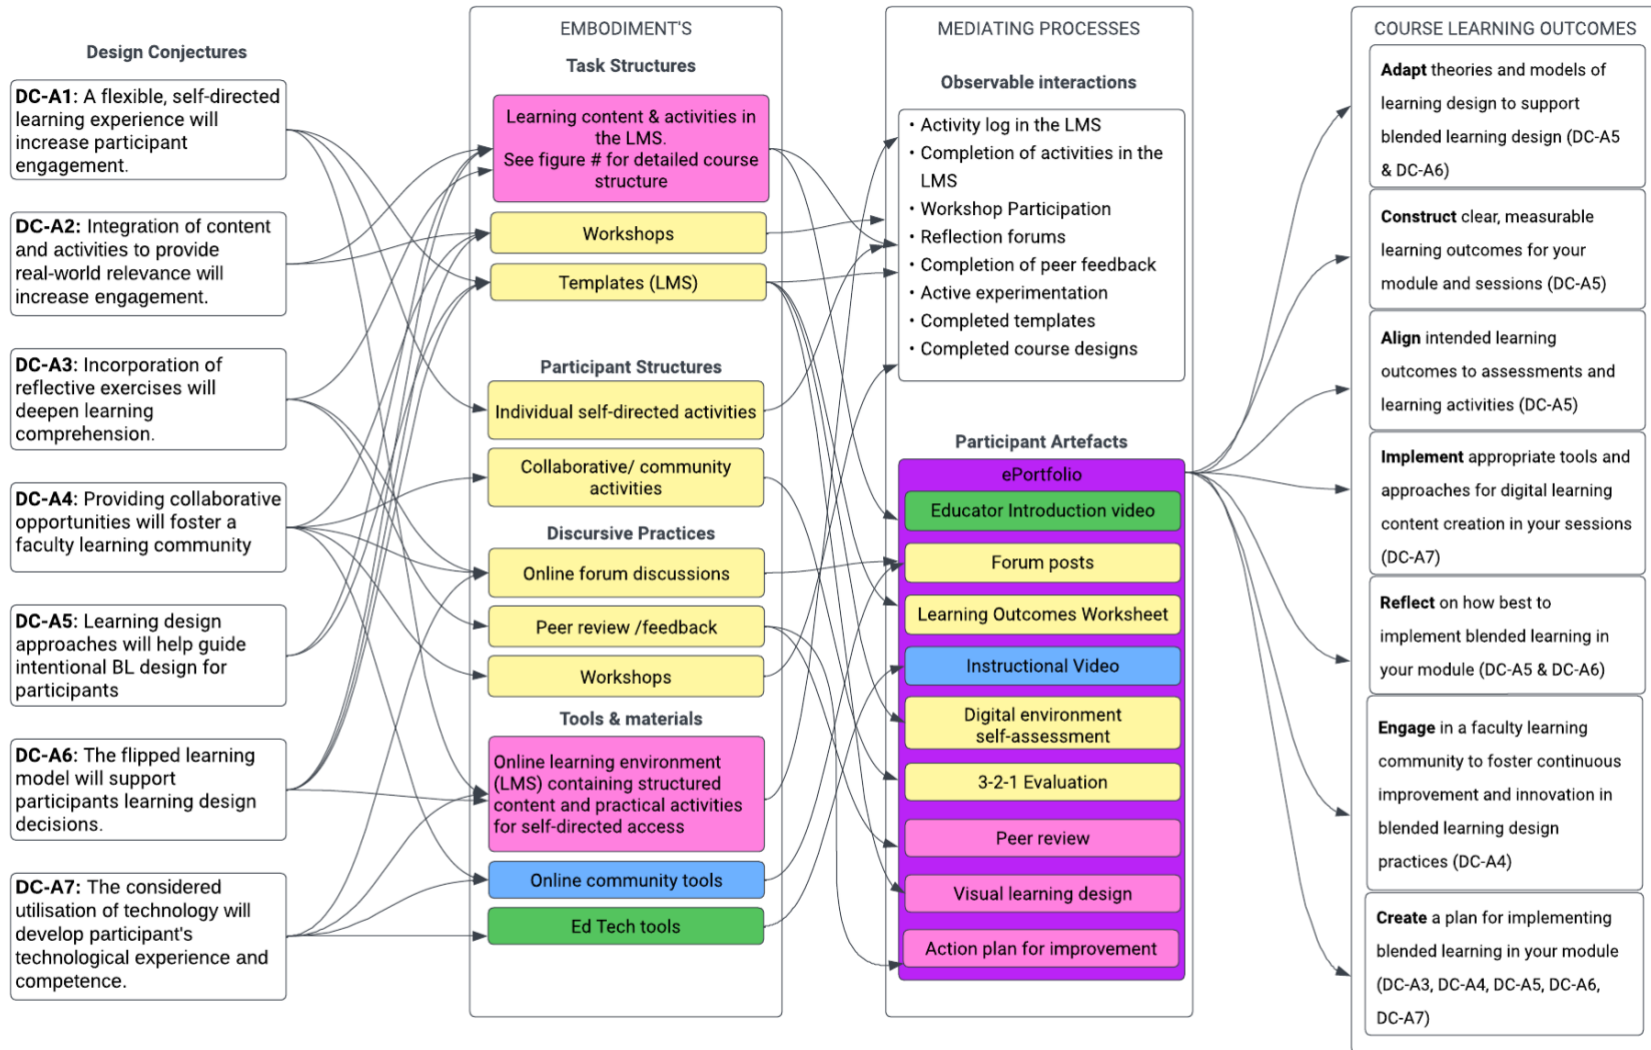 Design Conjectures
DC-A1: A flexible, self-directed
learning experience will
increase participant
engagement.
DC-A2: Integration of content
and activities to provide
real-world relevance will
increase engagement.
DC-A3: Incorporation of
reflective exercises will
deepen learning
comprehension.
DC-A4: Providing collaborative
opportunities will foster a
faculty learning community
DC-A5: Learning design
approaches will help guide
intentional BL design for
participants
DC-A6: The flipped learning
model will support
participants learning design
decisions.
DC-A7: The considered
utilisation of technology will
develop participant's
technological experience and
competence.
EMBODIMENT'S
Task Structures
Learning content & activities in
the LMS.
See figure # for detailed course
structure
Workshops
Templates (LMS)
Participant Structures
Individual self-directed activities
Collaborative/ community
activities
Discursive Practices
Online forum discussions
Peer review /feedback
Workshops
Tools & materials
Online learning environment
(LMS) containing structured
content and practical activities
for self-directed access
Online community tools
Ed Tech tools
MEDIATING PROCESSES
Observable interactions
• Activity log in the LMS
• Completion of activities in the
LMS
• Workshop Participation
• Reflection forums
• Completion of peer feedback
• Active experimentation
• Completed templates
• Completed course designs
Participant Artefacts
ePortfolio
Educator Introduction video
Forum posts
Learning Outcomes Worksheet
Instructional Video
Digital environment
self-assessment
3-2-1 Evaluation
Peer review
Visual learning design
Action plan for improvement
COURSE LEARNING OUTCOMES
Adapt theories and models of
learning design to support
blended learning design (DC-A5
& DC-A6)
Construct clear, measurable
learning outcomes for your
module and sessions (DC-A5)
Align intended learning
outcomes to assessments and
learning activities (DC-A5)
Implement appropriate tools and
approaches for digital learning
content creation in your sessions
(DC-A7)
Reflect on how best to
implement blended learning in
your module (DC-A5 & DC-A6)
Engage in a faculty learning
community to foster continuous
improvement and innovation in
blended learning design
practices (DC-A4)
Create a plan for implementing
blended learning in your module
(DC-A3, DC-A4, DC-A5, DC-A6,
DC-A7)